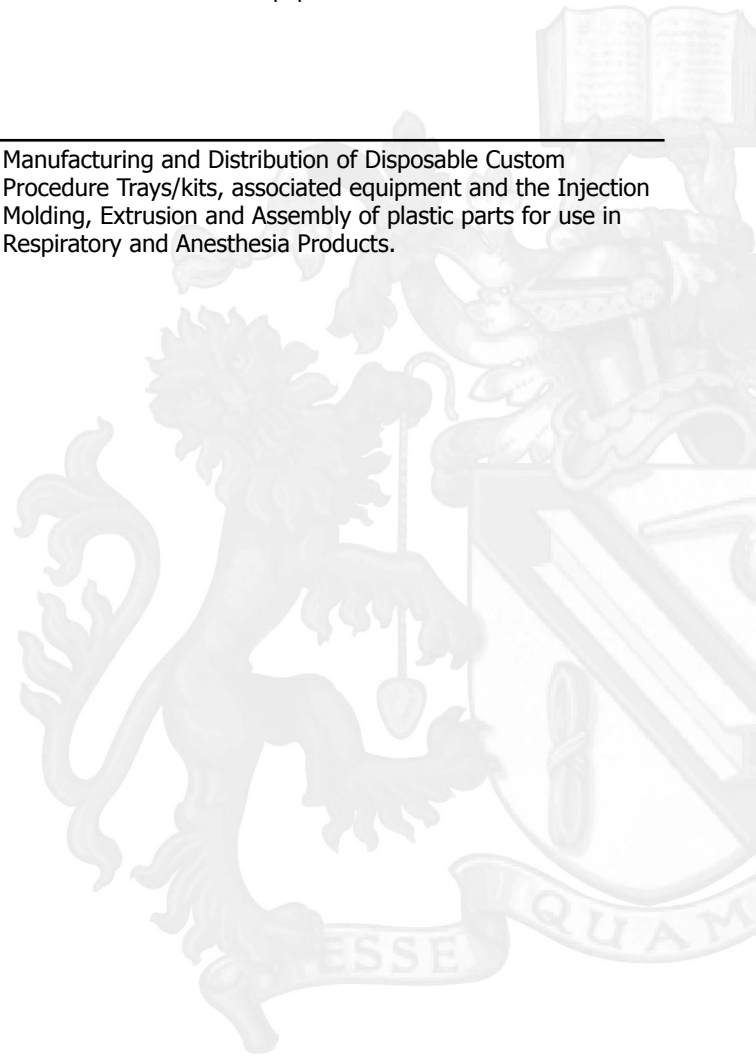 Manufacturing and Distribution of Disposable Custom
Procedure Trays/kits, associated equipment and the Injection
Molding, Extrusion and Assembly of plastic parts for use in
Respiratory and Anesthesia Products.
ESSE QUAM